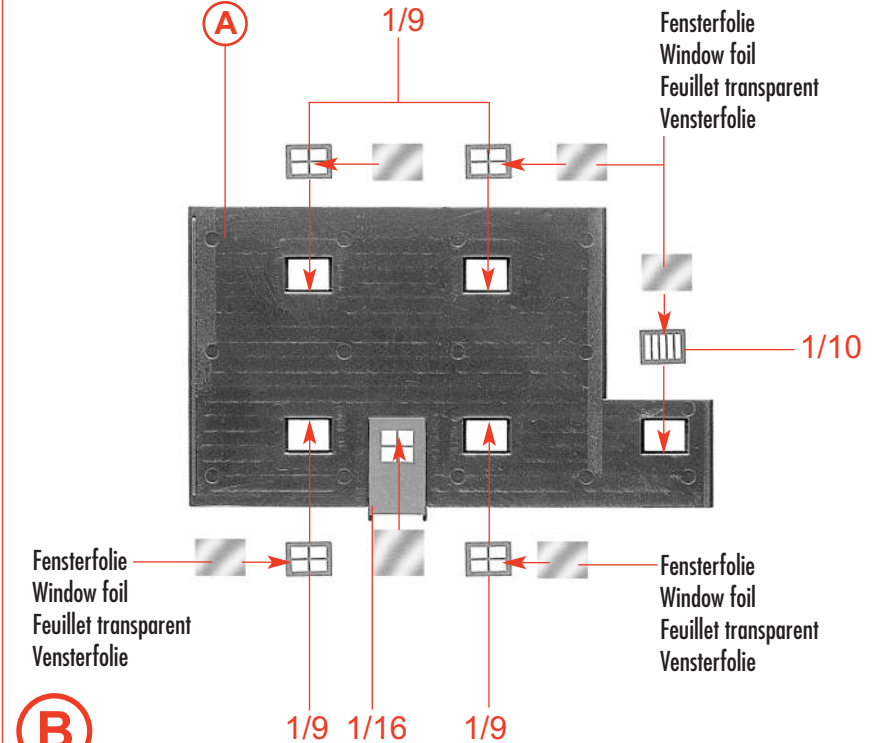 A
1/9
Fensterfolie
Window foil
Feuillet transparent
Vensterfolie
1/10
Fensterfolie
Window foil
Feuillet transparent
Vensterfolie
Fensterfolie
Window foil
Feuillet transparent
Vensterfolie
1/9 1/16 1/9
B